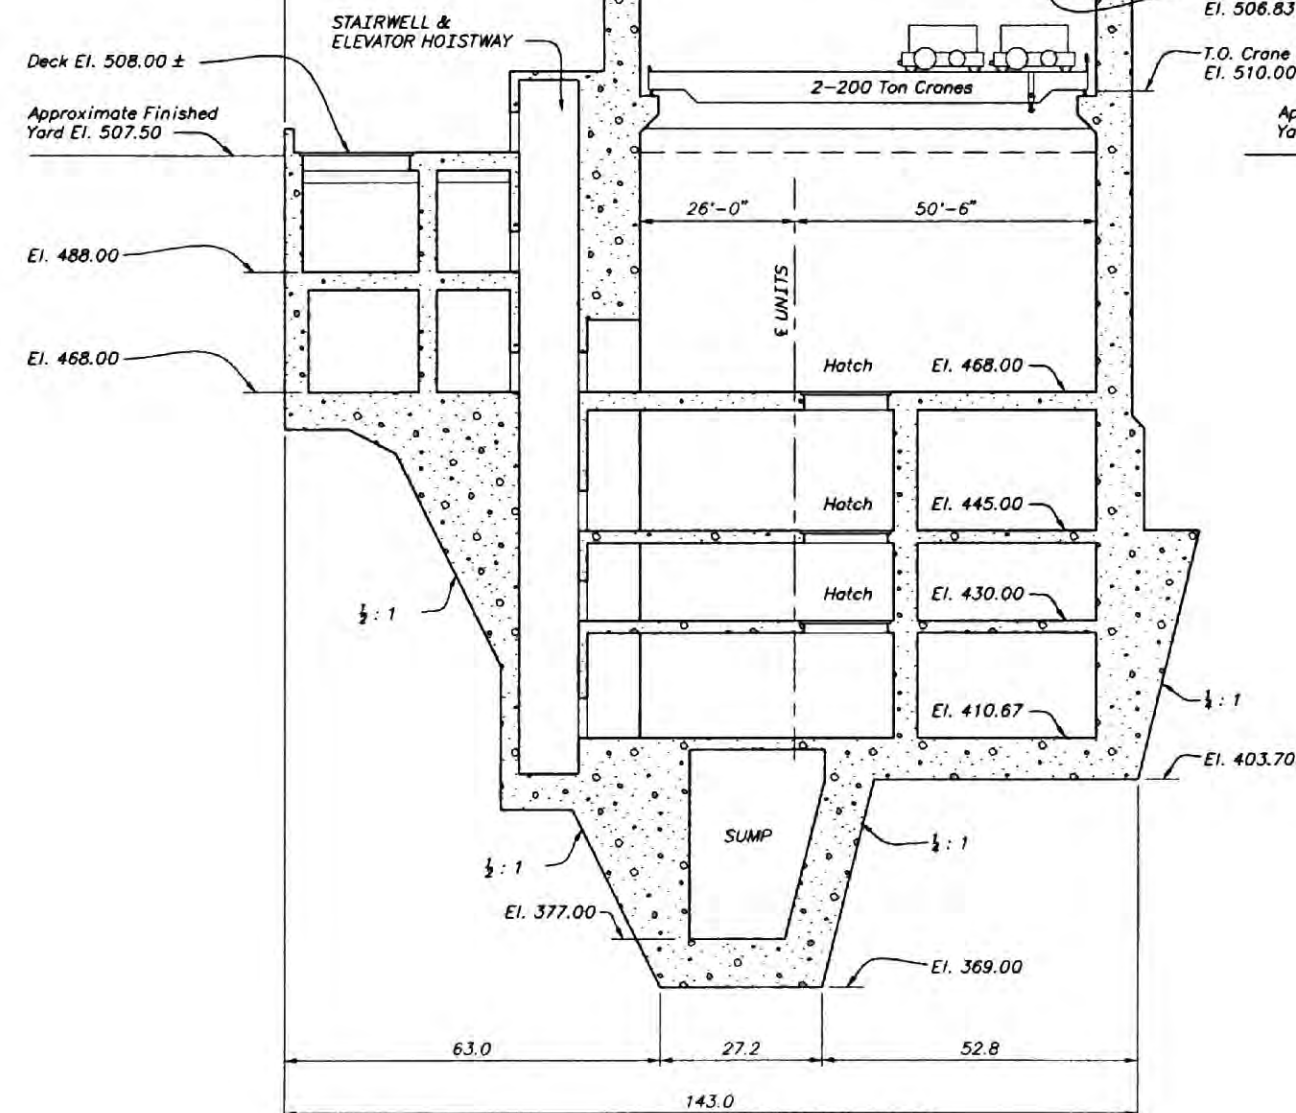 STAIRWELL &
ELEVATOR HOISTWAY
Deck El. 508.00 ±
Approximate Finished
Yard El. 507.50
El. 488.00
El. 468.00
El. 506.83
T.O. Crane
El. 510.00
Ap
Ya
2-200 Ton Cranes
26'-0"
50'-6"
℄ UNITS
Hatch El. 468.00
Hatch El. 445.00
Hatch El. 430.00
El. 410.67
½ : 1
¼ : 1
El. 403.70
SUMP
½ : 1
¼ : 1
El. 377.00
El. 369.00
63.0 27.2 52.8
143.0